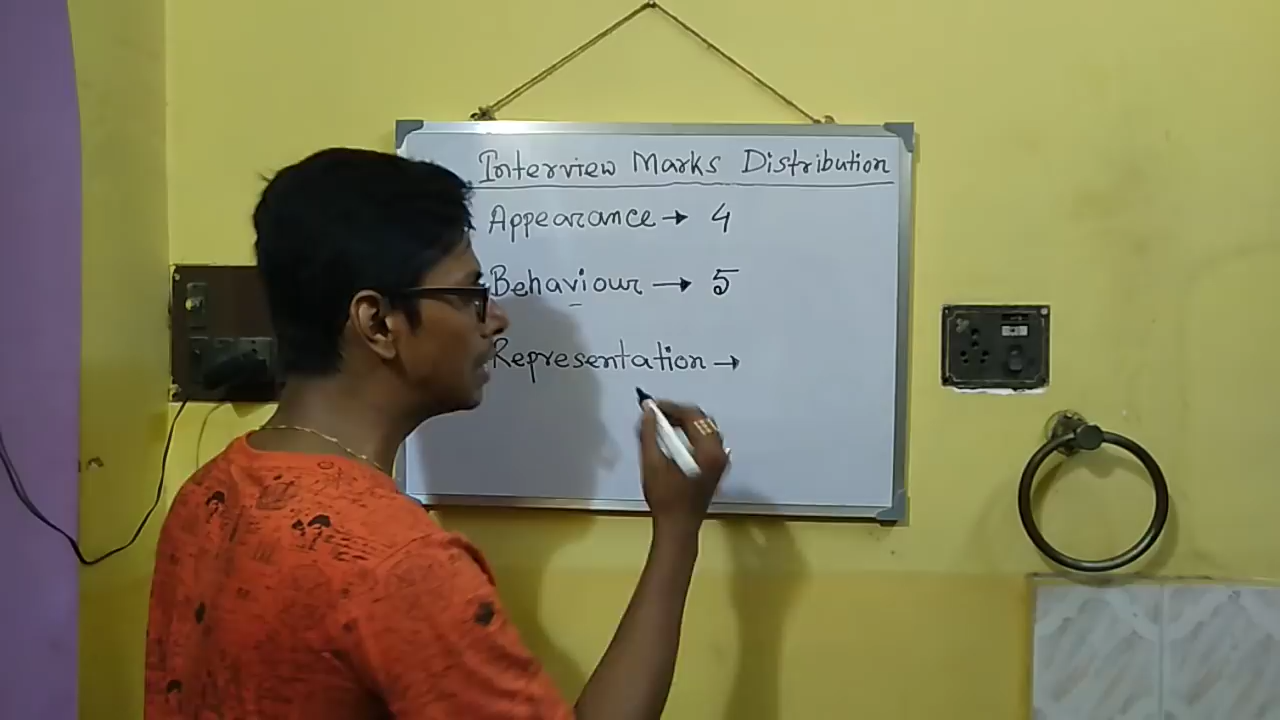 Interview Marks Distribution
Appearance → 4
Behaviour → 5
Representation →